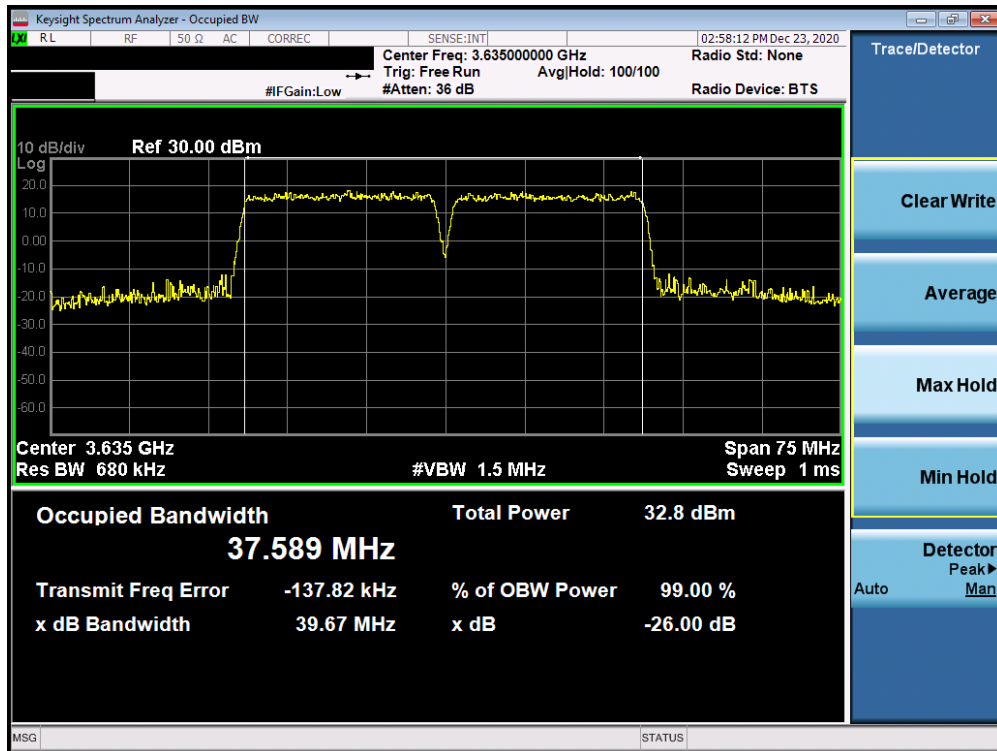 Keysight Spectrum Analyzer - Occupied BW
LXI RL RF 50 Ω AC CORREC SENSE:INT 02:58:12 PM Dec 23, 2020
Center Freq: 3.635000000 GHz Radio Std: None
Trig: Free Run Avg|Hold: 100/100
#IFGain:Low #Atten: 36 dB Radio Device: BTS
10 dB/div Ref 30.00 dBm
Log
20.0
10.0
0.00
-10.0
-20.0
-30.0
-40.0
-50.0
-60.0
Center 3.635 GHz Span 75 MHz
Res BW 680 kHz #VBW 1.5 MHz Sweep 1 ms
Occupied Bandwidth Total Power 32.8 dBm
37.589 MHz
Transmit Freq Error -137.82 kHz % of OBW Power 99.00 %
x dB Bandwidth 39.67 MHz x dB -26.00 dB
MSG STATUS
Trace/Detector
Clear Write
Average
Max Hold
Min Hold
Detector
Peak▶
Auto Man